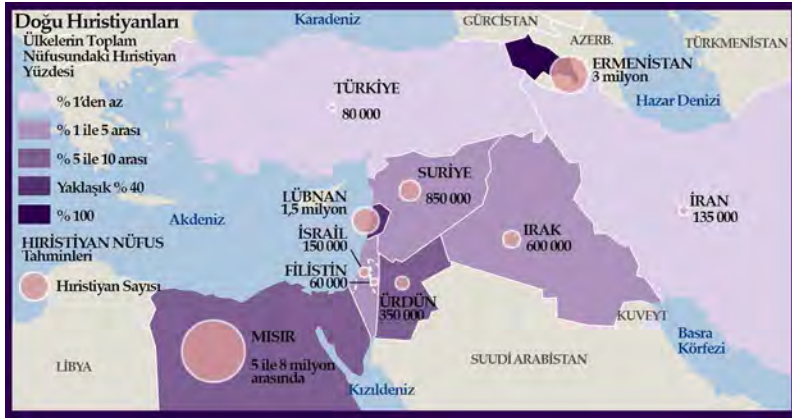 Doğu Hıristiyanları
Ülkelerin Toplam
Nüfusundaki Hıristiyan
Yüzdesi
% 1'den az
% 1 ile 5 arası
% 5 ile 10 arası
Yaklaşık % 40
% 100
HIRİSTİYAN NÜFUS
Tahminleri
Hıristiyan Sayısı
Karadeniz
GÜRCİSTAN
AZERB.
TÜRKMENİSTAN
ERMENİSTAN
3 milyon
Hazar Denizi
TÜRKİYE
80 000
SURİYE
850 000
LÜBNAN
1,5 milyon
Akdeniz
İSRAİL
150 000
FİLİSTİN
60 000
IRAK
600 000
İRAN
135 000
ÜRDÜN
350 000
KUVEYT
Basra
Körfezi
MISIR
5 ile 8 milyon
arasında
LİBYA
Kızıldeniz
SUUDİ ARABİSTAN